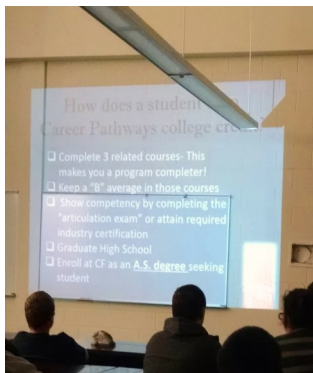 How does a student
Career Pathways college credit?
❑ Complete 3 related courses- This
makes you a program completer!
❑ Keep a "B" average in those courses
❑ Show competency by completing the
"articulation exam" or attain required
industry certification
❑ Graduate High School
❑ Enroll at CF as an A.S. degree seeking
student